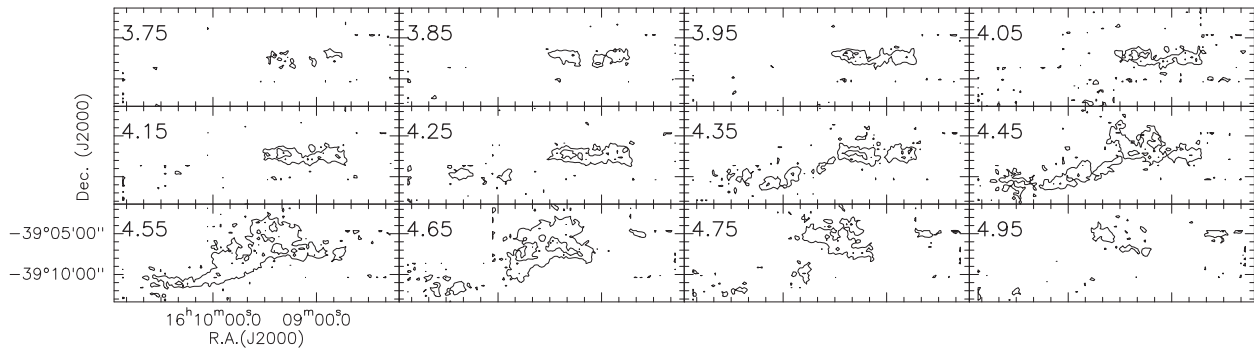 3.75 3.85 3.95 4.05
4.15 4.25 4.35 4.45
4.55 4.65 4.75 4.95
Dec. (J2000)
−39°05'00"
−39°10'00"
16ʰ10ᵐ00ˢ.0 09ᵐ00ˢ.0
R.A.(J2000)